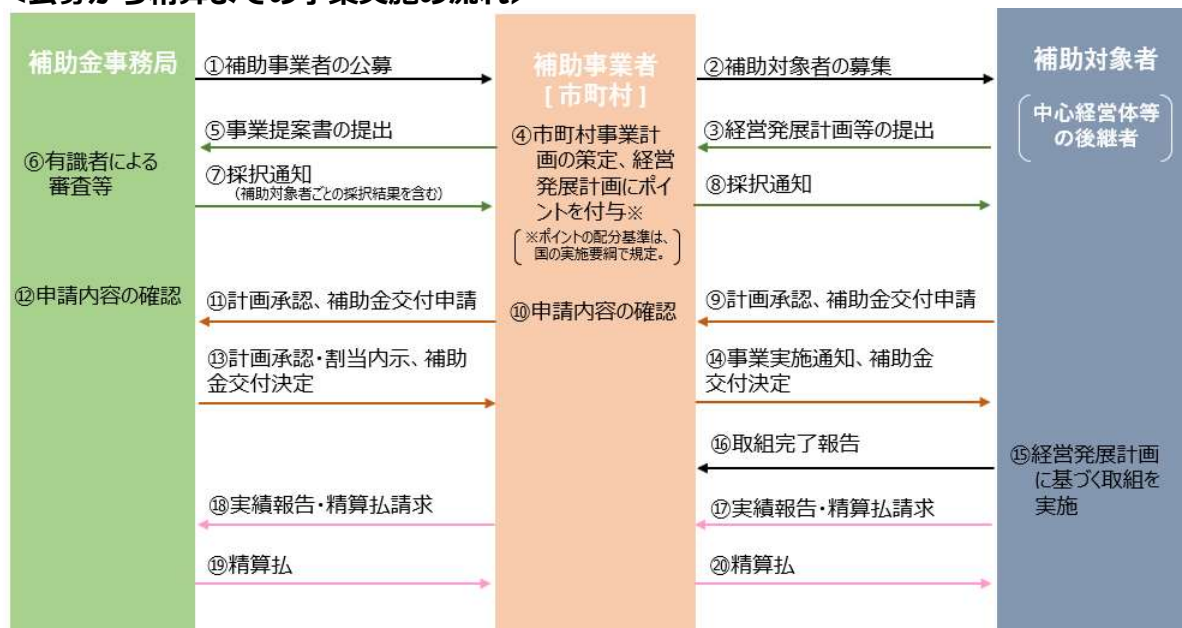 <公募から精算までの事業実施の流れ>
補助金事務局
①補助事業者の公募
補助事業者
[市町村]
②補助対象者の募集
補助対象者
中心経営体等
の後継者
⑤事業提案書の提出
④市町村事業計
画の策定、経営
発展計画にポイ
ントを付与※
(※ポイントの配分基準は、
国の実施要綱で規定。)
③経営発展計画等の提出
⑥有識者による
審査等
⑦採択通知
(補助対象者ごとの採択結果を含む)
⑧採択通知
⑫申請内容の確認
⑪計画承認、補助金交付申請
⑩申請内容の確認
⑨計画承認、補助金交付申請
⑬計画承認・割当内示、補助
金交付決定
⑭事業実施通知、補助金
交付決定
⑯取組完了報告
⑮経営発展計画
に基づく取組を
実施
⑱実績報告・精算払請求
⑰実績報告・精算払請求
⑲精算払
⑳精算払